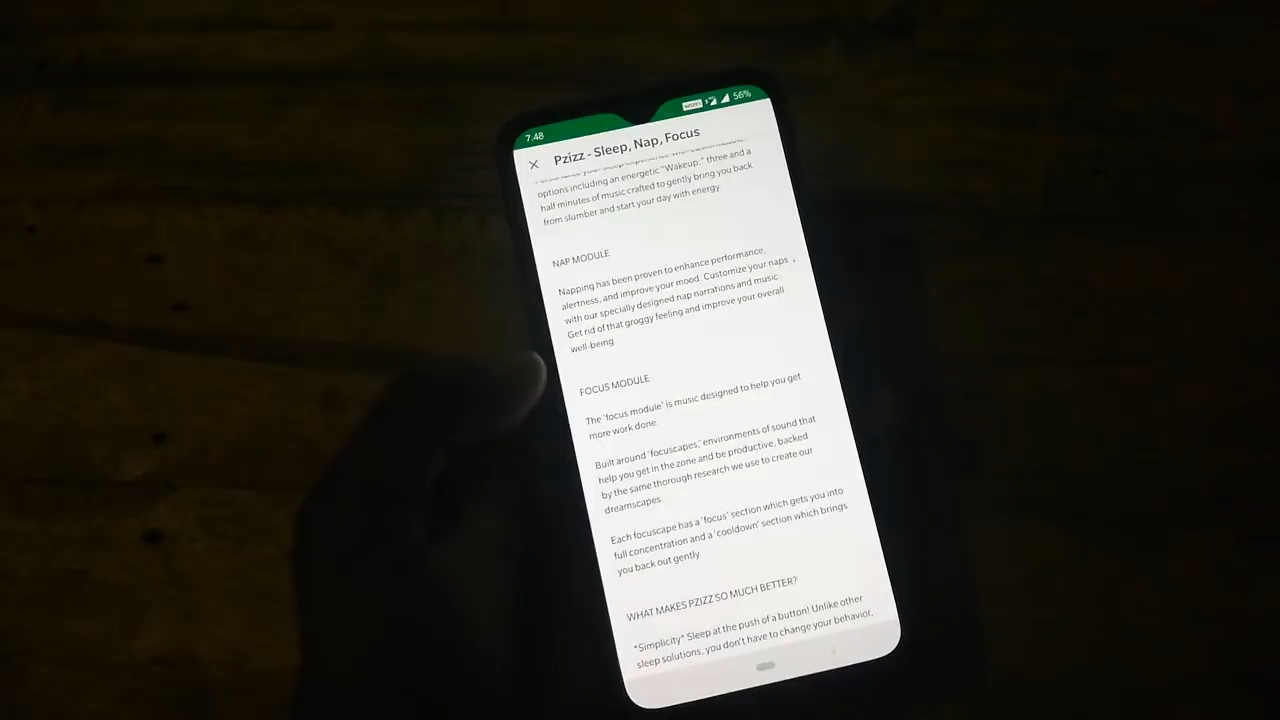 7.48
56%
Pzizz - Sleep, Nap, Focus
options including an energetic "Wakeup," three and a
half minutes of music crafted to gently bring you back
from slumber and start your day with energy.
NAP MODULE
Napping has been proven to enhance performance,
alertness, and improve your mood. Customize your naps
with our specially designed nap narrations and music.
Get rid of that groggy feeling and improve your overall
well-being.
FOCUS MODULE
The 'focus module' is music designed to help you get
more work done.
Built around 'focuscapes,' environments of sound that
help you get in the zone and be productive, backed
by the same thorough research we use to create our
dreamscapes.
Each focuscape has a 'focus' section which gets you into
full concentration and a 'cooldown' section which brings
you back out gently
WHAT MAKES PZIZZ SO MUCH BETTER?
*Simplicity* Sleep at the push of a button! Unlike other
sleep solutions, you don't have to change your behavior,